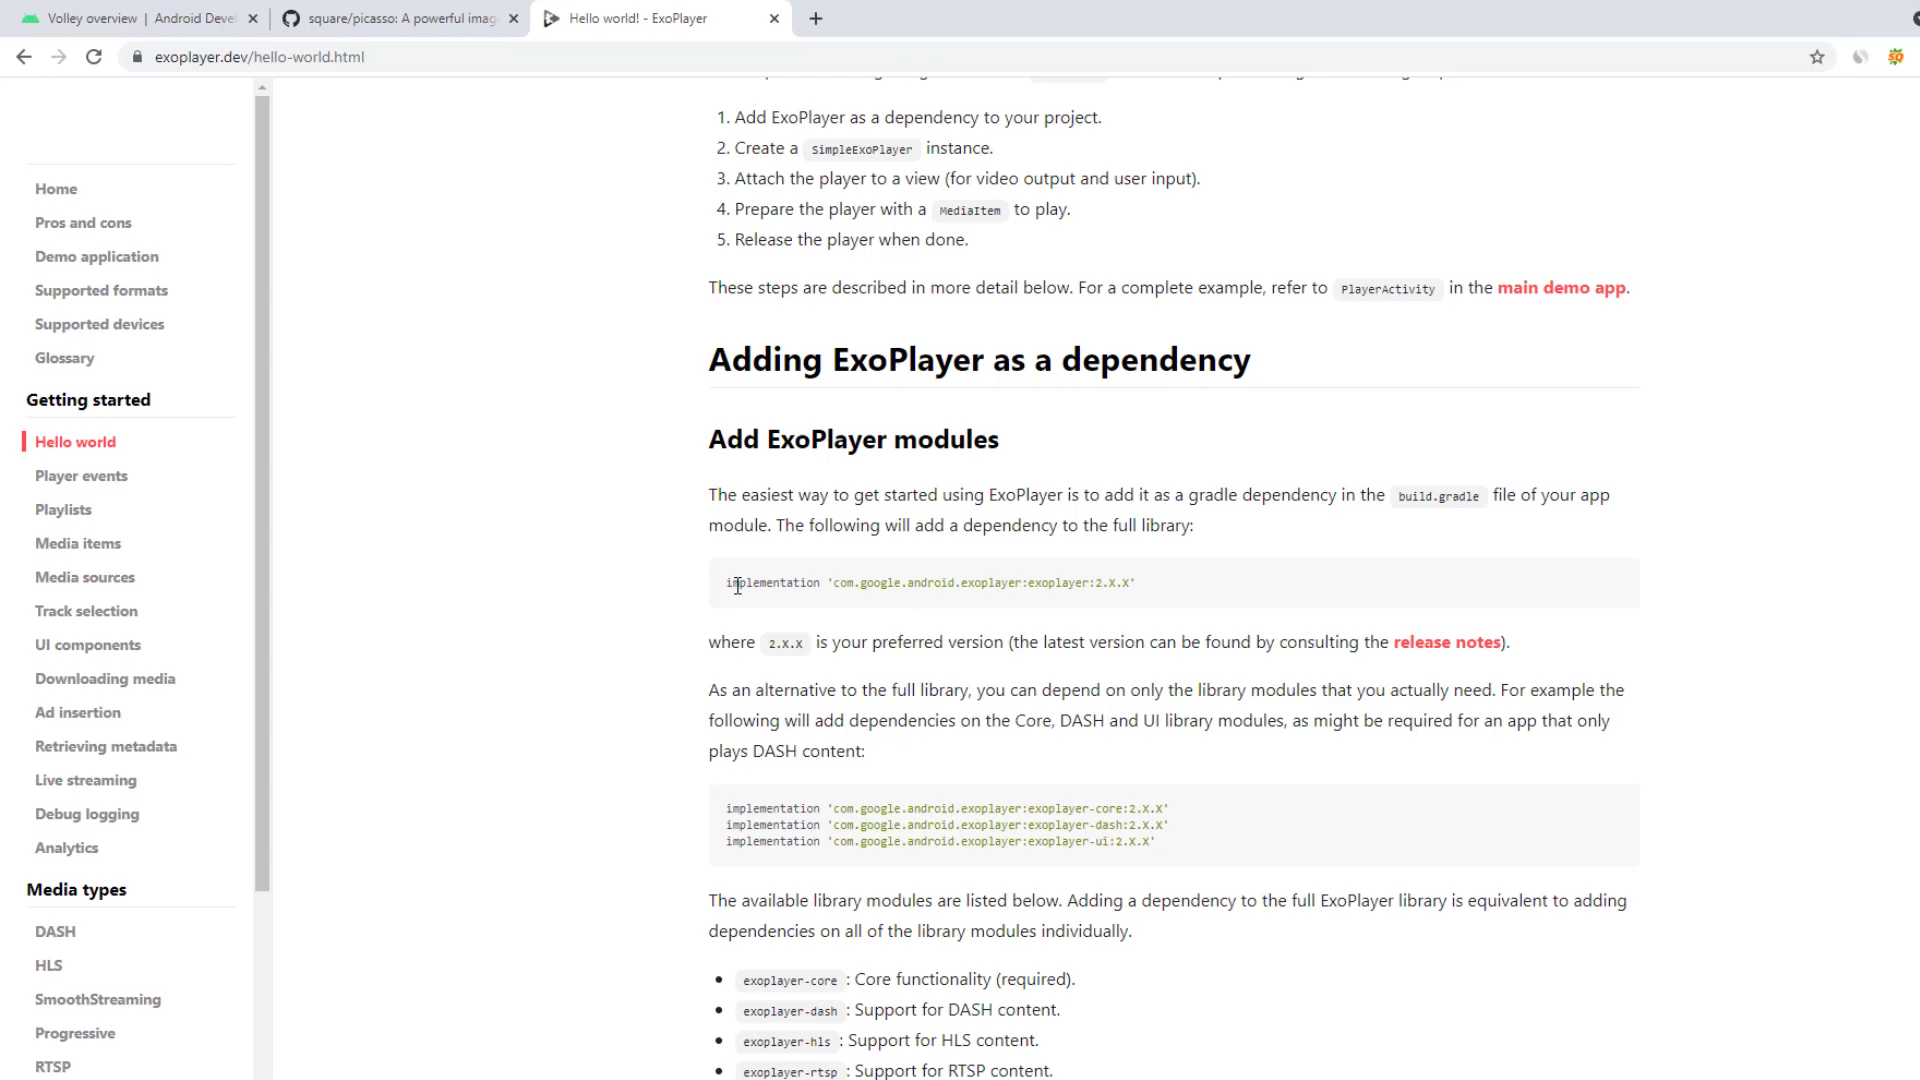 Volley overview | Android Deve
square/picasso: A powerful imag
Hello world! - ExoPlayer
exoplayer.dev/hello-world.html
Home
Pros and cons
Demo application
Supported formats
Supported devices
Glossary
Getting started
Hello world
Player events
Playlists
Media items
Media sources
Track selection
UI components
Downloading media
Ad insertion
Retrieving metadata
Live streaming
Debug logging
Analytics
Media types
DASH
HLS
SmoothStreaming
Progressive
RTSP
1. Add ExoPlayer as a dependency to your project.
2. Create a SimpleExoPlayer instance.
3. Attach the player to a view (for video output and user input).
4. Prepare the player with a MediaItem to play.
5. Release the player when done.
These steps are described in more detail below. For a complete example, refer to PlayerActivity in the main demo app.
Adding ExoPlayer as a dependency
Add ExoPlayer modules
The easiest way to get started using ExoPlayer is to add it as a gradle dependency in the build.gradle file of your app
module. The following will add a dependency to the full library:
implementation 'com.google.android.exoplayer:exoplayer:2.X.X'
where 2.X.X is your preferred version (the latest version can be found by consulting the release notes).
As an alternative to the full library, you can depend on only the library modules that you actually need. For example the
following will add dependencies on the Core, DASH and UI library modules, as might be required for an app that only
plays DASH content:
implementation 'com.google.android.exoplayer:exoplayer-core:2.X.X'
implementation 'com.google.android.exoplayer:exoplayer-dash:2.X.X'
implementation 'com.google.android.exoplayer:exoplayer-ui:2.X.X'
The available library modules are listed below. Adding a dependency to the full ExoPlayer library is equivalent to adding
dependencies on all of the library modules individually.
• exoplayer-core: Core functionality (required).
• exoplayer-dash: Support for DASH content.
• exoplayer-hls: Support for HLS content.
• exoplayer-rtsp: Support for RTSP content.